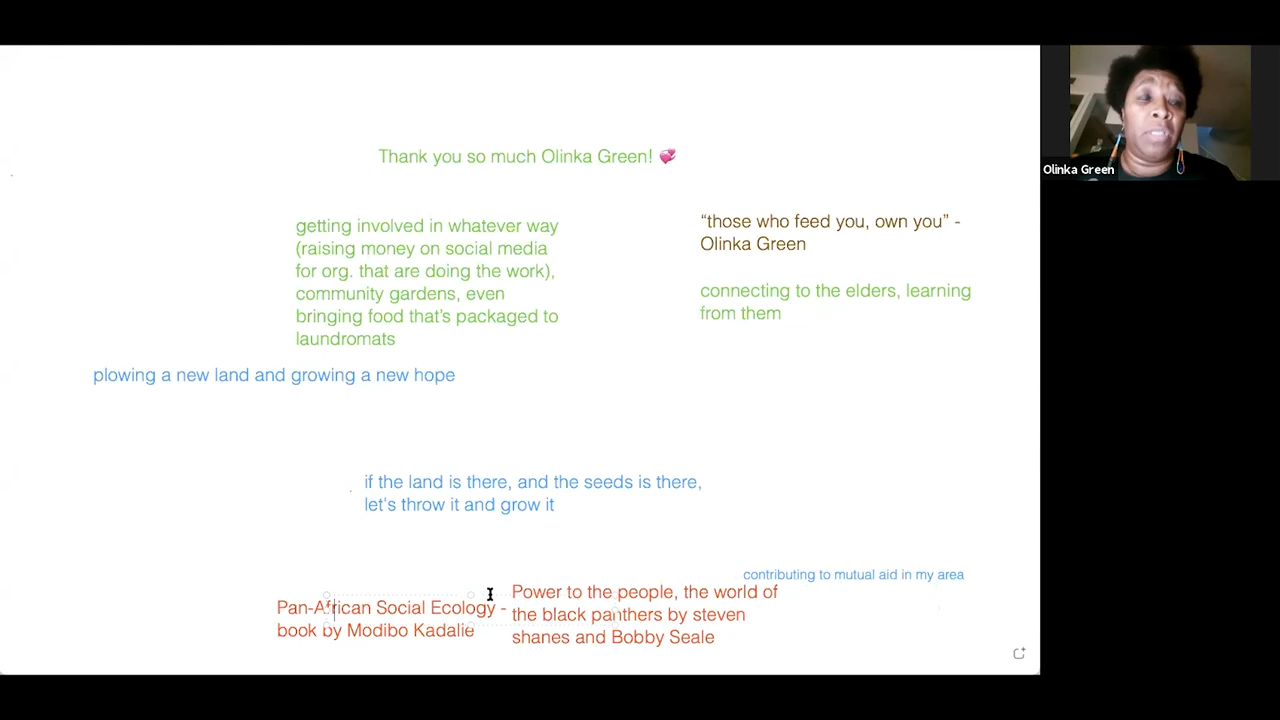 Thank you so much Olinka Green! 💞
getting involved in whatever way
(raising money on social media
for org. that are doing the work),
community gardens, even
bringing food that's packaged to
laundromats
“those who feed you, own you” -
Olinka Green
connecting to the elders, learning
from them
plowing a new land and growing a new hope
if the land is there, and the seeds is there,
let's throw it and grow it
contributing to mutual aid in my area
Pan-African Social Ecology -
book by Modibo Kadalie
Power to the people, the world of
the black panthers by steven
shanes and Bobby Seale
Olinka Green